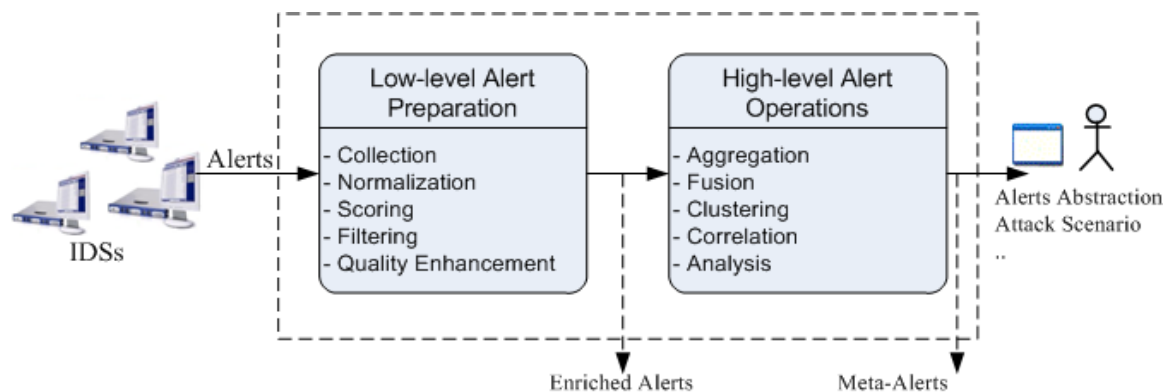 Low-level Alert
Preparation
- Collection
- Normalization
- Scoring
- Filtering
- Quality Enhancement
High-level Alert
Operations
- Aggregation
- Fusion
- Clustering
- Correlation
- Analysis
Alerts
IDSs
Alerts Abstraction
Attack Scenario
..
Enriched Alerts
Meta-Alerts